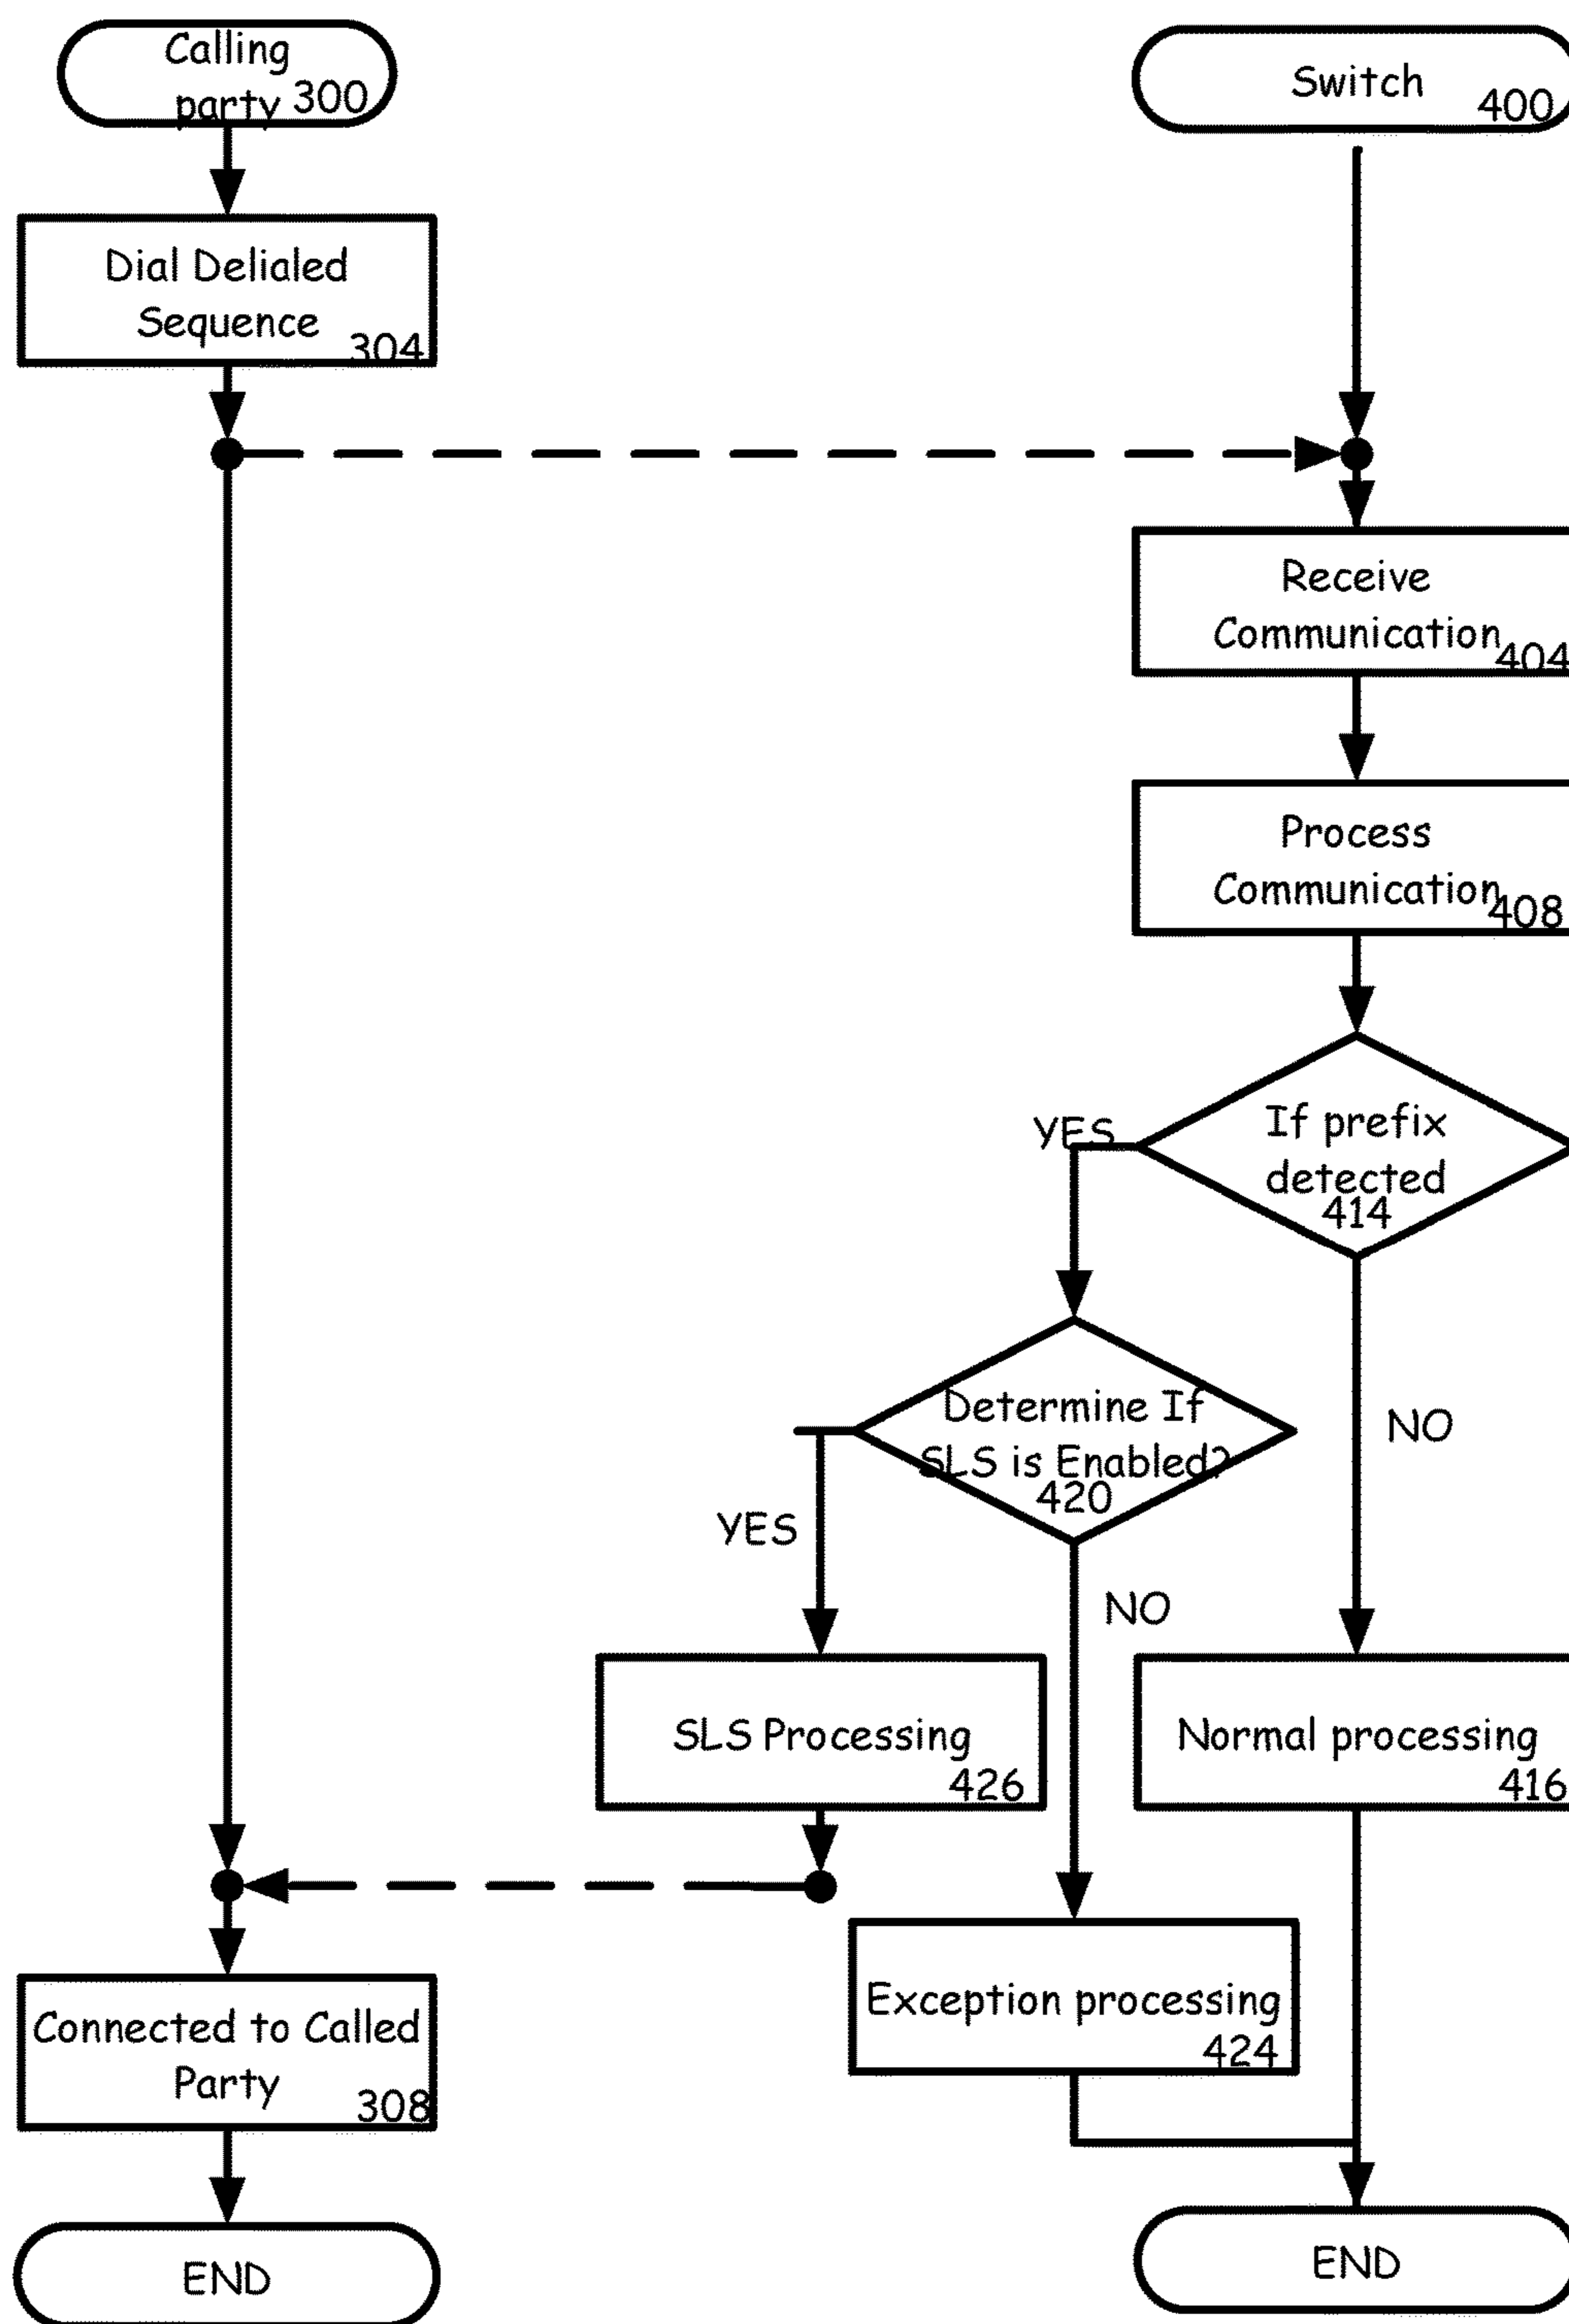 Calling
party 300
Switch
400
Dial Delialed
Sequence
304
Receive
Communication
404
Process
Communication
408
YES
If prefix
detected
414
Determine If
SLS is Enabled?
420
NO
YES
NO
SLS Processing
426
Normal processing
416
Exception processing
424
Connected to Called
Party
308
END
END